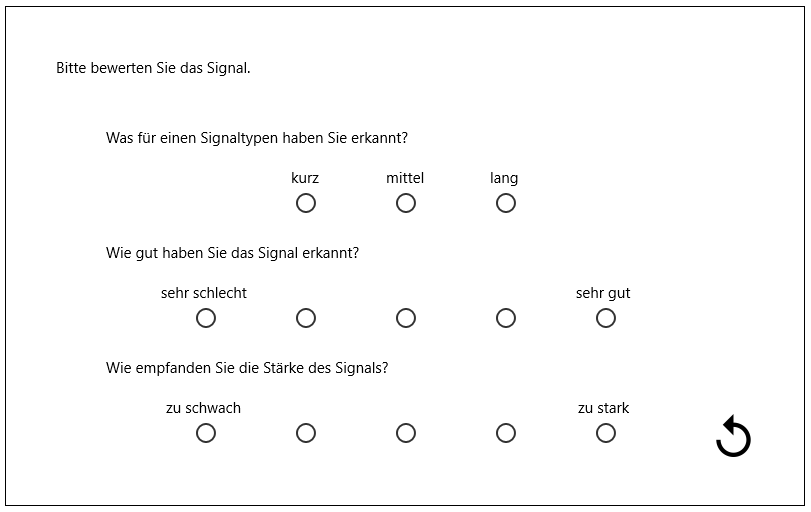 Bitte bewerten Sie das Signal.
Was für einen Signaltypen haben Sie erkannt?
kurz mittel lang
Wie gut haben Sie das Signal erkannt?
sehr schlecht sehr gut
Wie empfanden Sie die Stärke des Signals?
zu schwach zu stark